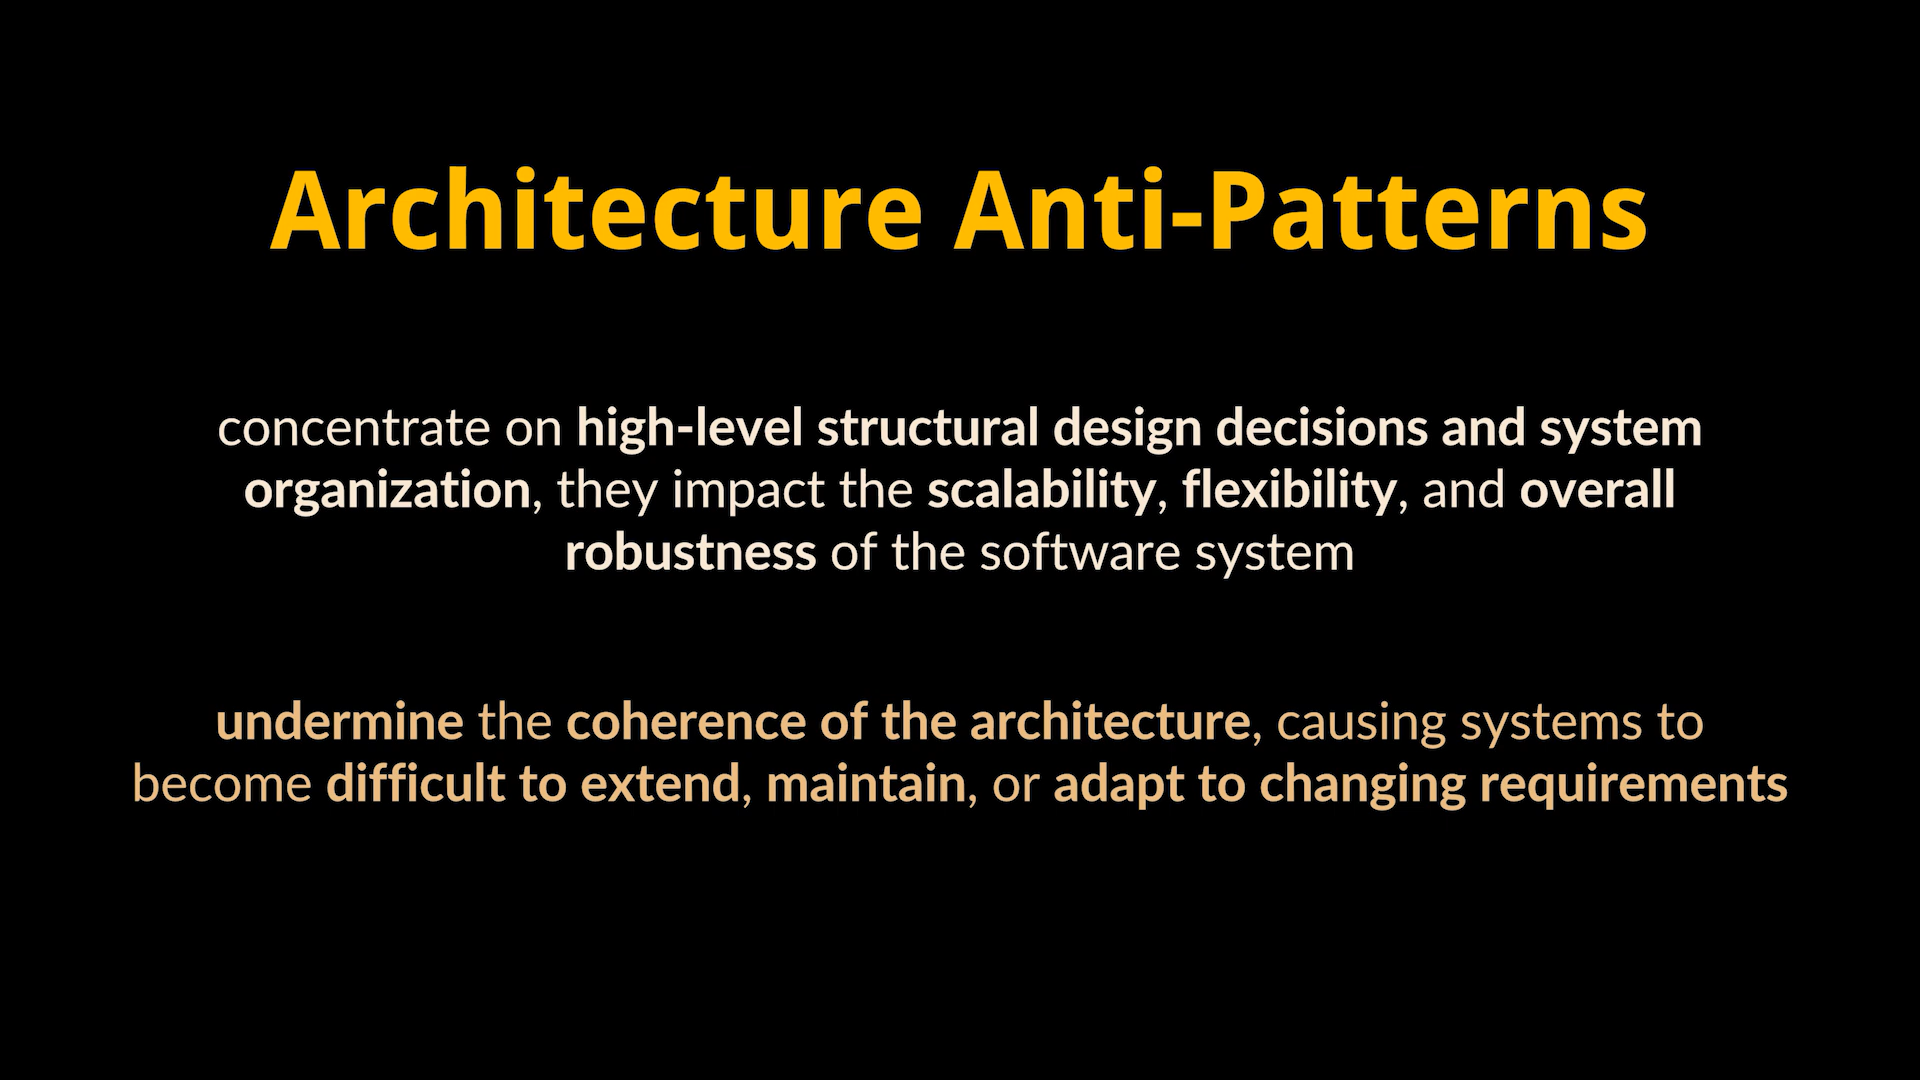 Architecture Anti-Patterns
concentrate on high-level structural design decisions and system
organization, they impact the scalability, flexibility, and overall
robustness of the software system
undermine the coherence of the architecture, causing systems to
become difficult to extend, maintain, or adapt to changing requirements